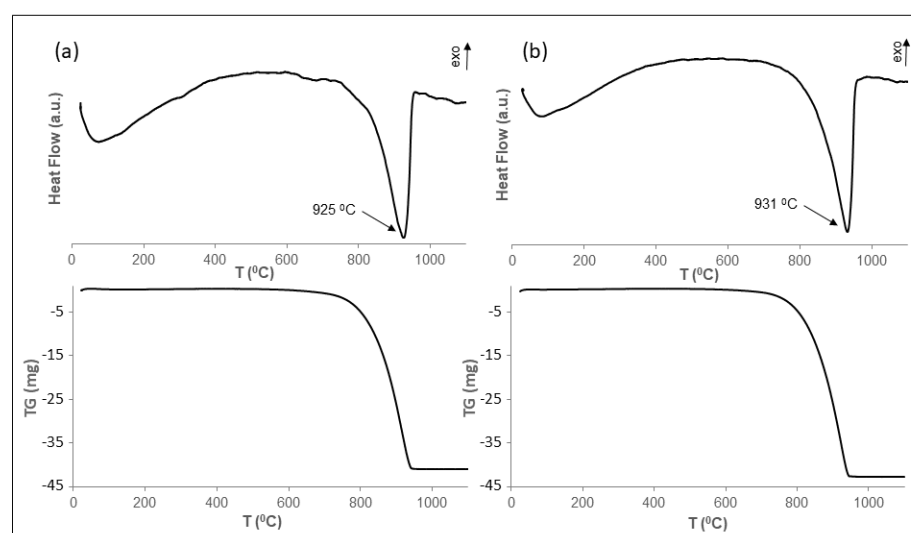 (a)
exo
Heat Flow (a.u.)
925 ⁰C
0 200 400 600 800 1000
T (⁰C)
(b)
exo
Heat Flow (a.u.)
931 ⁰C
0 200 400 600 800 1000
T (⁰C)
-5
-15
-25
-35
-45
TG (mg)
0 200 400 600 800 1000
T (⁰C)
-5
-15
-25
-35
-45
TG (mg)
0 200 400 600 800 1000
T (⁰C)